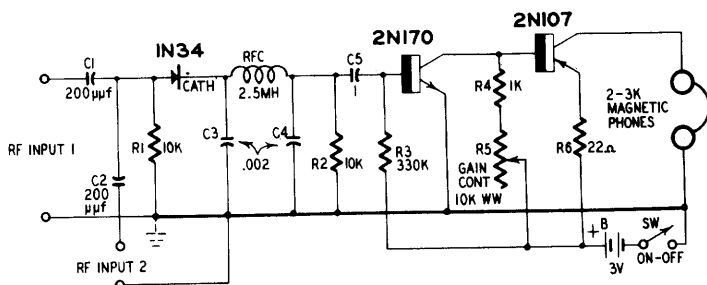 2N107
2N170
1N34
C1
200µµf
CATH
RFC
2.5MH
C5
1
R4
1K
2-3K
MAGNETIC
PHONES
RF INPUT 1
R1
10K
C3
C4
.002
R2
10K
R3
330K
R5
GAIN
CONT
10K WW
R6
22Ω
C2
200
µµf
RF INPUT 2
+
B
3V
SW
ON-OFF